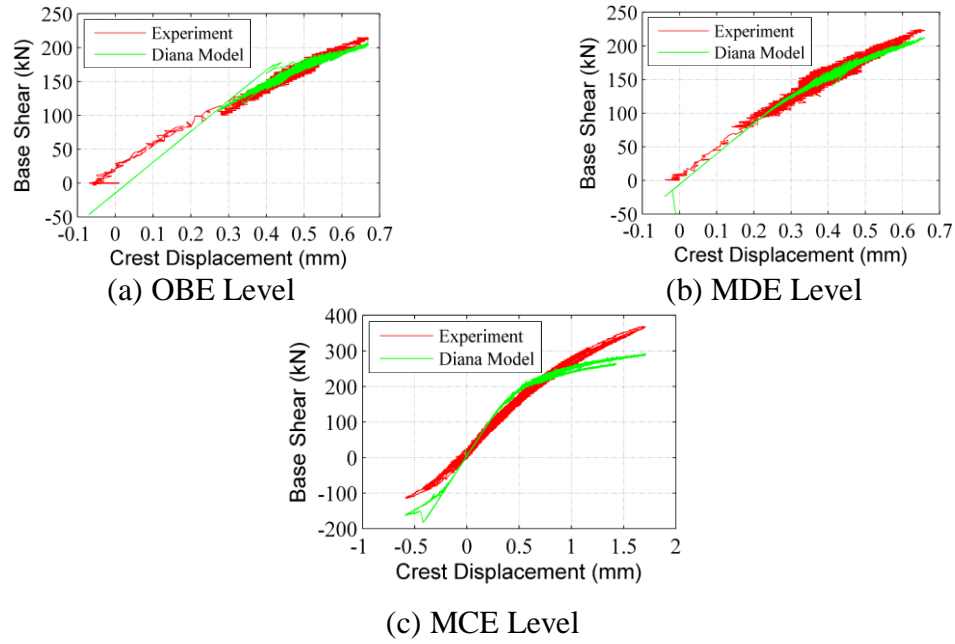 250
200
150
100
50
0
-50
Base Shear (kN)
Experiment
Diana Model
-0.1 0 0.1 0.2 0.3 0.4 0.5 0.6 0.7
Crest Displacement (mm)
(a) OBE Level
250
200
150
100
50
0
-50
Base Shear (kN)
Experiment
Diana Model
-0.1 0 0.1 0.2 0.3 0.4 0.5 0.6 0.7
Crest Displacement (mm)
(b) MDE Level
400
300
200
100
0
-100
-200
Base Shear (kN)
Experiment
Diana Model
-1 -0.5 0 0.5 1 1.5 2
Crest Displacement (mm)
(c) MCE Level